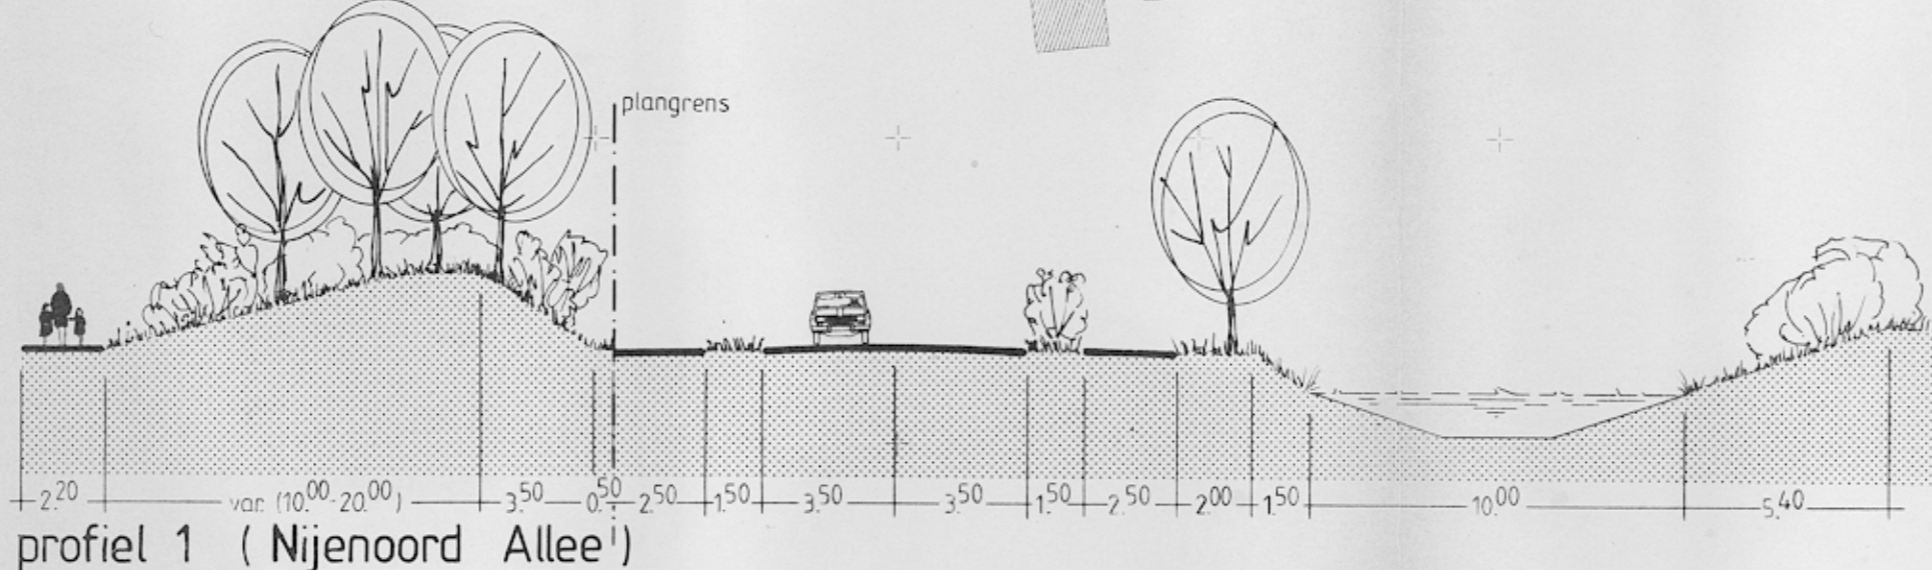 plangrens
2.20 var. (10.00-20.00) 3.50 0.50 2.50 1.50 3.50 3.50 1.50 2.50 2.00 1.50 10.00 5.40
profiel 1 ( Nijenoord Allee )